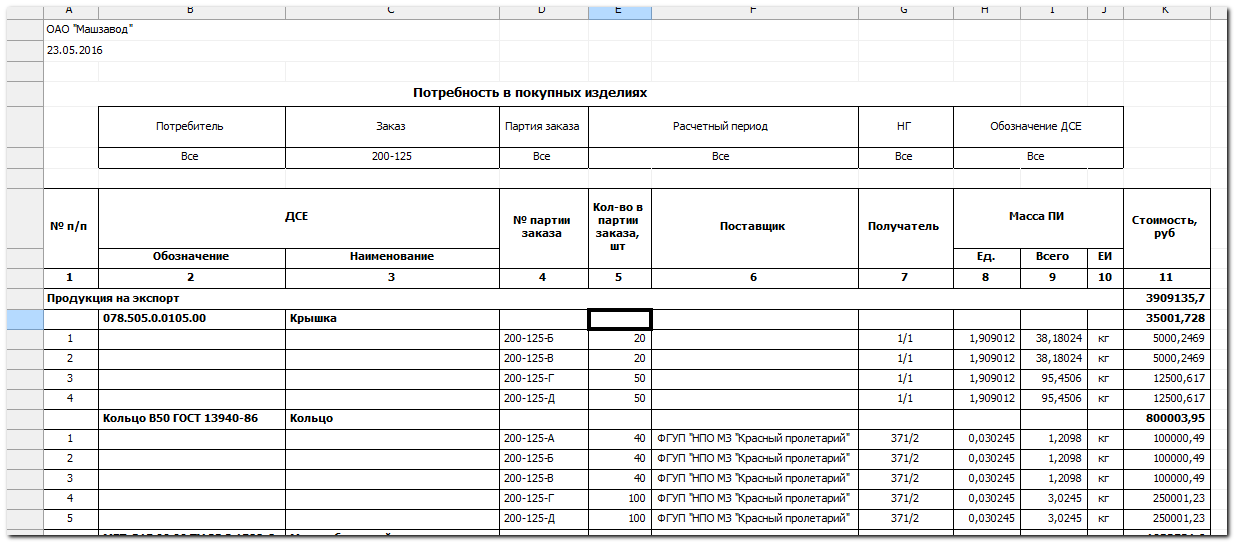 A B C D E F G H I J K
ОАО "Машзавод"
23.05.2016
Потребность в покупных изделиях
Потребитель Заказ Партия заказа Расчетный период НГ Обозначение ДСЕ
Все 200-125 Все Все Все Все
№ п/п ДСЕ № партии заказа Кол-во в партии заказа, шт Поставщик Получатель Масса ПИ Стоимость, руб
Обозначение Наименование Ед. Всего ЕИ
1 2 3 4 5 6 7 8 9 10 11
Продукция на экспорт 3909135,7
078.505.0.0105.00 Крышка 35001,728
1 200-125-Б 20 1/1 1,909012 38,18024 кг 5000,2469
2 200-125-В 20 1/1 1,909012 38,18024 кг 5000,2469
3 200-125-Г 50 1/1 1,909012 95,4506 кг 12500,617
4 200-125-Д 50 1/1 1,909012 95,4506 кг 12500,617
Кольцо В50 ГОСТ 13940-86 Кольцо 800003,95
1 200-125-А 40 ФГУП "НПО МЗ "Красный пролетарий" 371/2 0,030245 1,2098 кг 100000,49
2 200-125-Б 40 ФГУП "НПО МЗ "Красный пролетарий" 371/2 0,030245 1,2098 кг 100000,49
3 200-125-В 40 ФГУП "НПО МЗ "Красный пролетарий" 371/2 0,030245 1,2098 кг 100000,49
4 200-125-Г 100 ФГУП "НПО МЗ "Красный пролетарий" 371/2 0,030245 3,0245 кг 250001,23
5 200-125-Д 100 ФГУП "НПО МЗ "Красный пролетарий" 371/2 0,030245 3,0245 кг 250001,23